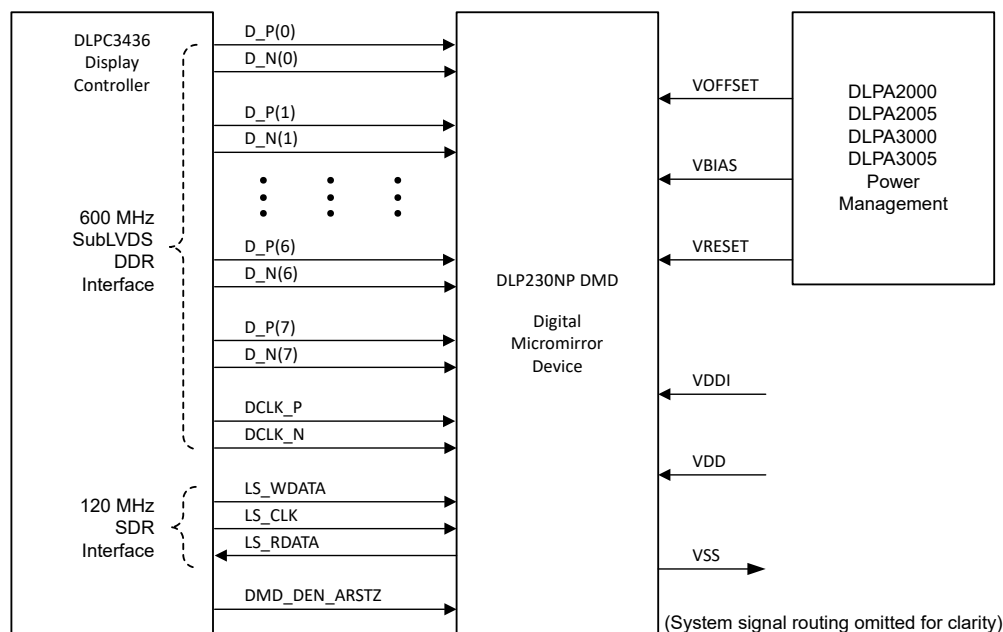 DLPC3436
Display
Controller
600 MHz
SubLVDS
DDR
Interface
120 MHz
SDR
Interface
D_P(0)
D_N(0)
D_P(1)
D_N(1)
D_P(6)
D_N(6)
D_P(7)
D_N(7)
DCLK_P
DCLK_N
LS_WDATA
LS_CLK
LS_RDATA
DMD_DEN_ARSTZ
DLP230NP DMD
Digital
Micromirror
Device
VOFFSET
VBIAS
VRESET
VDDI
VDD
VSS
DLPA2000
DLPA2005
DLPA3000
DLPA3005
Power
Management
(System signal routing omitted for clarity)